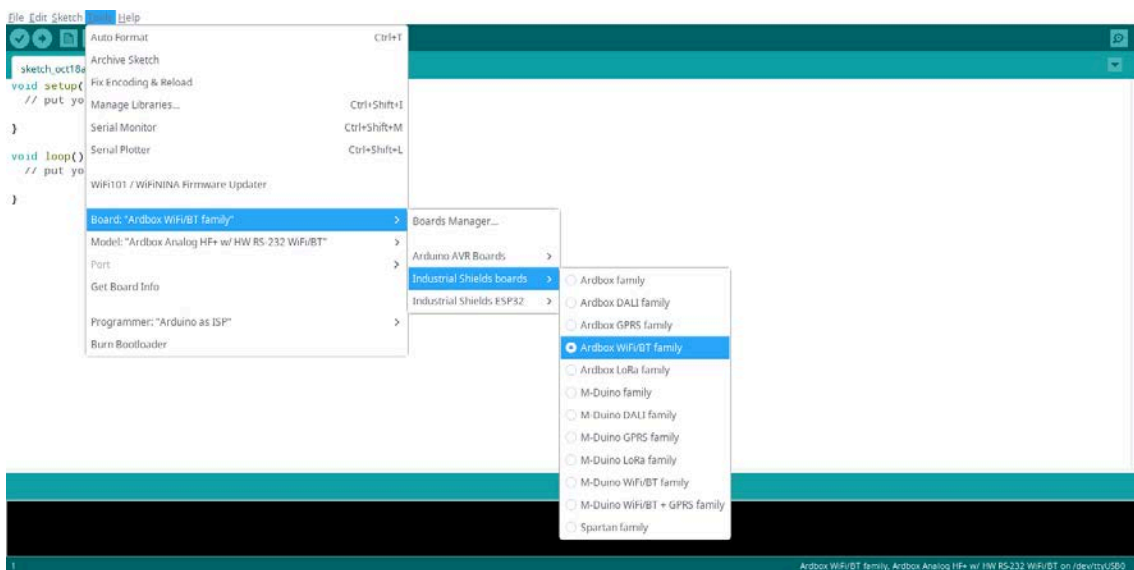 File Edit Sketch Tools Help
sketch_oct18a
void setup(
// put yo
}
void loop()
// put yo
}
Auto Format Ctrl+T
Archive Sketch
Fix Encoding & Reload
Manage Libraries... Ctrl+Shift+I
Serial Monitor Ctrl+Shift+M
Serial Plotter Ctrl+Shift+L
WiFi101 / WiFiNINA Firmware Updater
Board: "Ardbox WiFi/BT family"
Model: "Ardbox Analog HF+ w/ HW RS-232 WiFi/BT"
Port
Get Board Info
Programmer: "Arduino as ISP"
Burn Bootloader
Boards Manager...
Arduino AVR Boards
Industrial Shields boards
Industrial Shields ESP32
Ardbox family
Ardbox DALI family
Ardbox GPRS family
Ardbox WiFi/BT family
Ardbox LoRa family
M-Duino family
M-Duino DALI family
M-Duino GPRS family
M-Duino LoRa family
M-Duino WiFi/BT family
M-Duino WiFi/BT + GPRS family
Spartan family
1
Ardbox WiFi/BT family, Ardbox Analog HF+ w/ HW RS-232 WiFi/BT on /dev/ttyUSB0